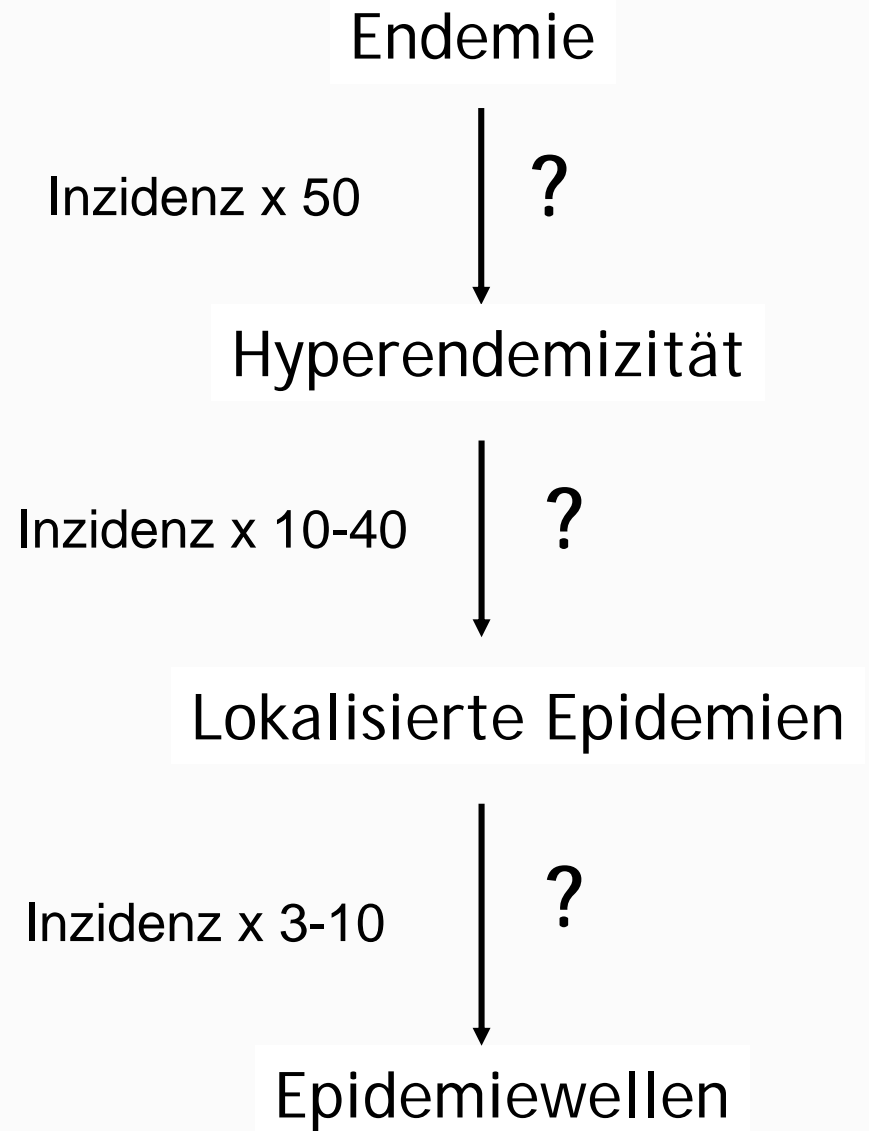 Endemie
Inzidenz x 50
?
Hyperendemizität
Inzidenz x 10-40
?
Lokalisierte Epidemien
Inzidenz x 3-10
?
Epidemiewellen